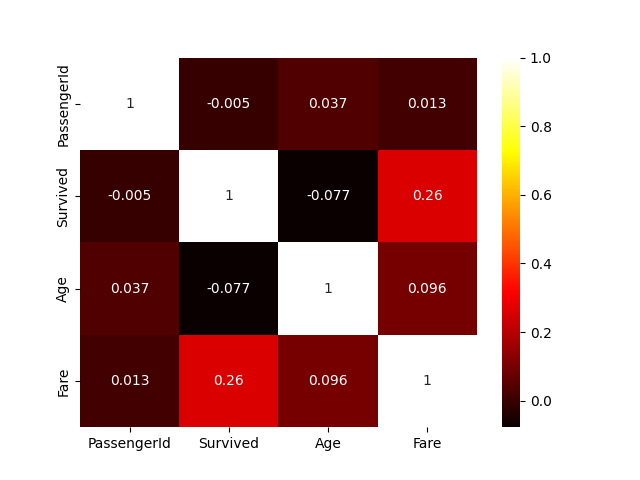 PassengerId 1 -0.005 0.037 0.013
Survived -0.005 1 -0.077 0.26
Age 0.037 -0.077 1 0.096
Fare 0.013 0.26 0.096 1
PassengerId Survived Age Fare
1.0
0.8
0.6
0.4
0.2
0.0